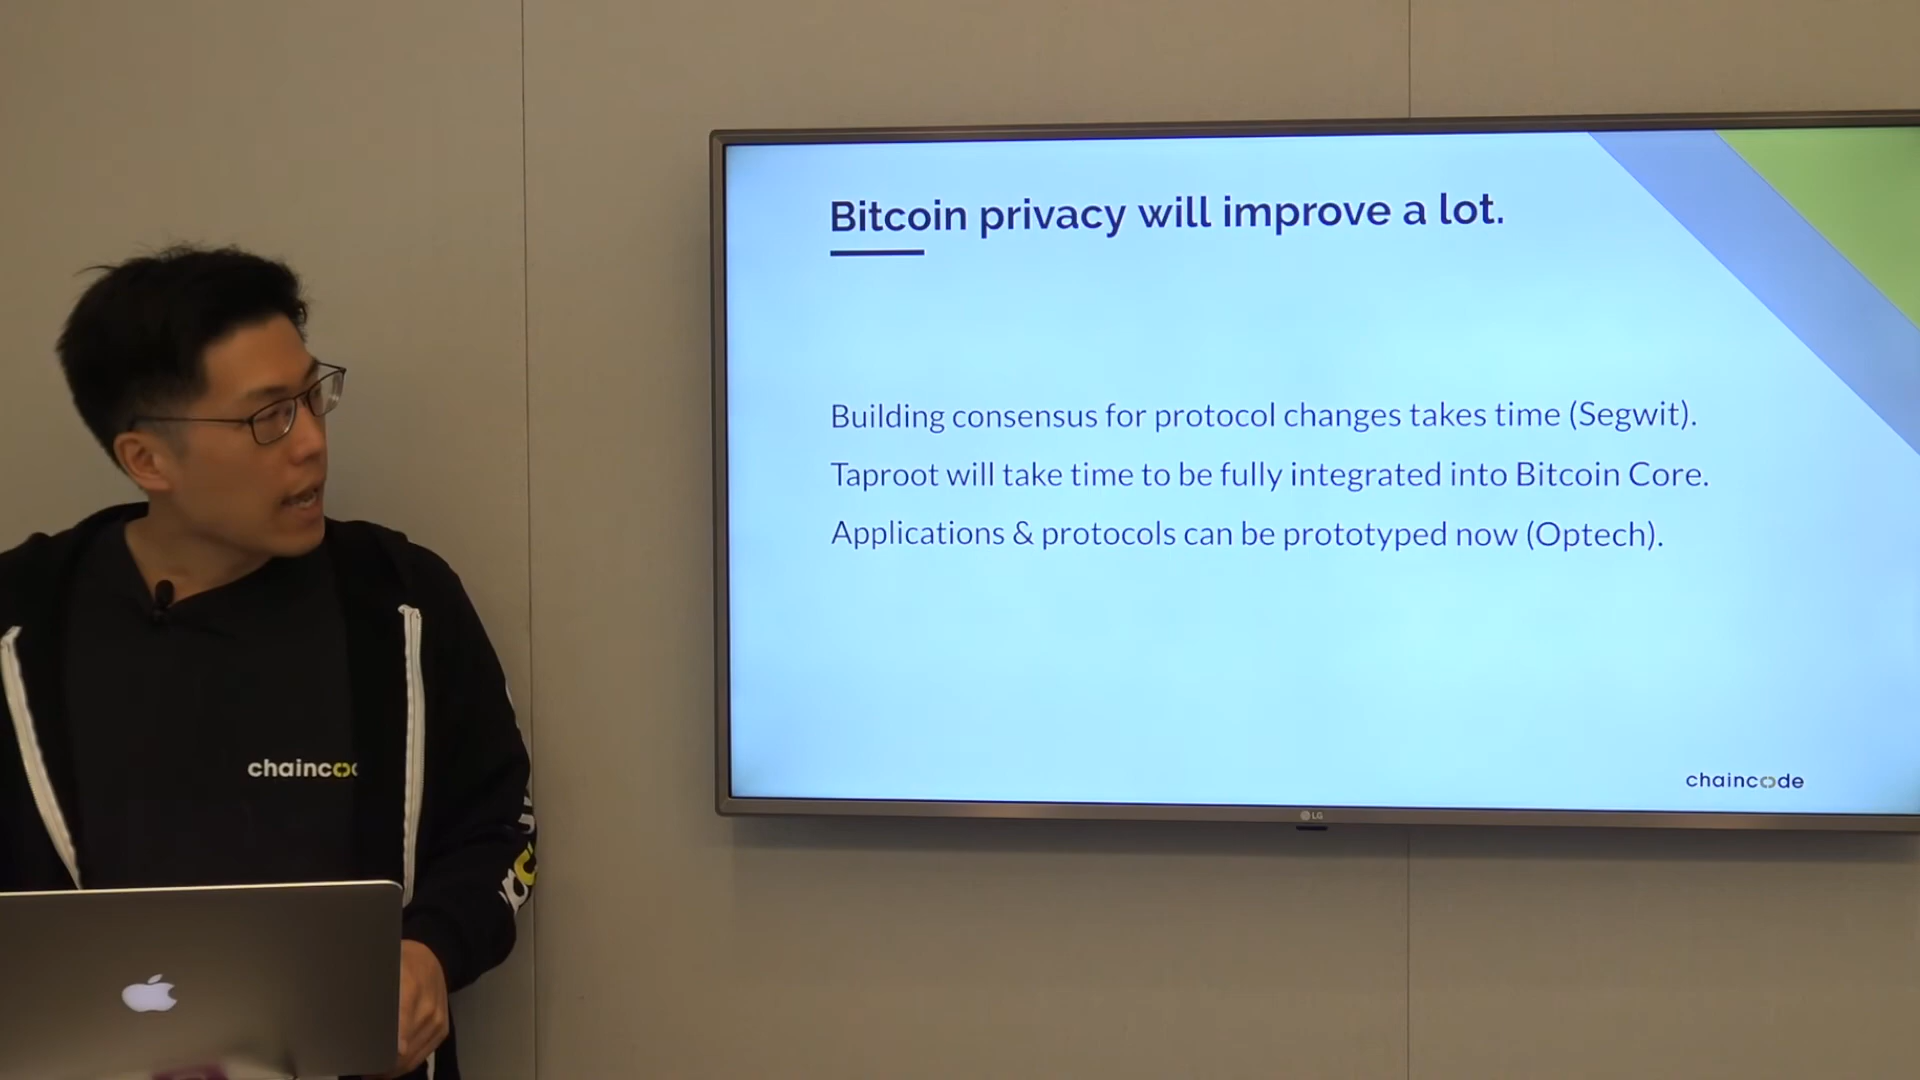 Bitcoin privacy will improve a lot.
Building consensus for protocol changes takes time (Segwit).
Taproot will take time to be fully integrated into Bitcoin Core.
Applications & protocols can be prototyped now (Optech).
chaincode
LG
chainco